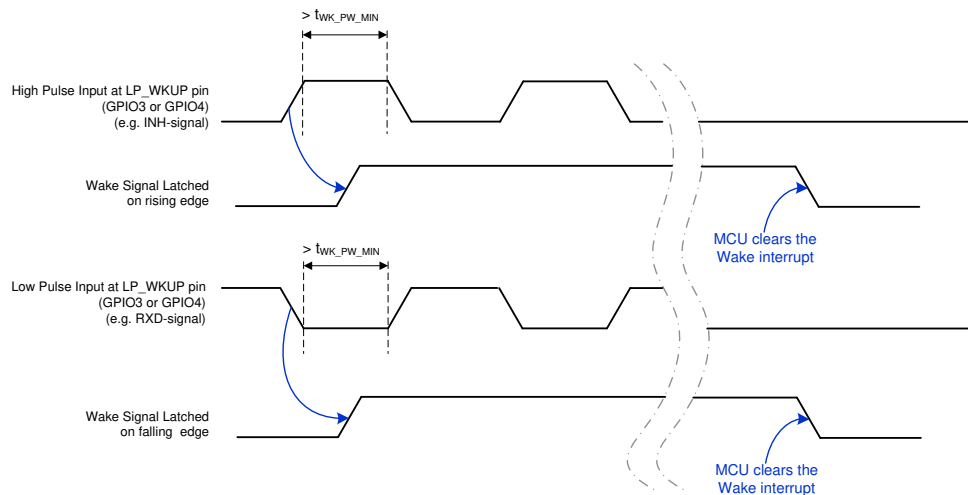 > tWK_PW_MIN
High Pulse Input at LP_WKUP pin
(GPIO3 or GPIO4)
(e.g. INH-signal)
Wake Signal Latched
on rising edge
MCU clears the
Wake interrupt
> tWK_PW_MIN
Low Pulse Input at LP_WKUP pin
(GPIO3 or GPIO4)
(e.g. RXD-signal)
Wake Signal Latched
on falling edge
MCU clears the
Wake interrupt